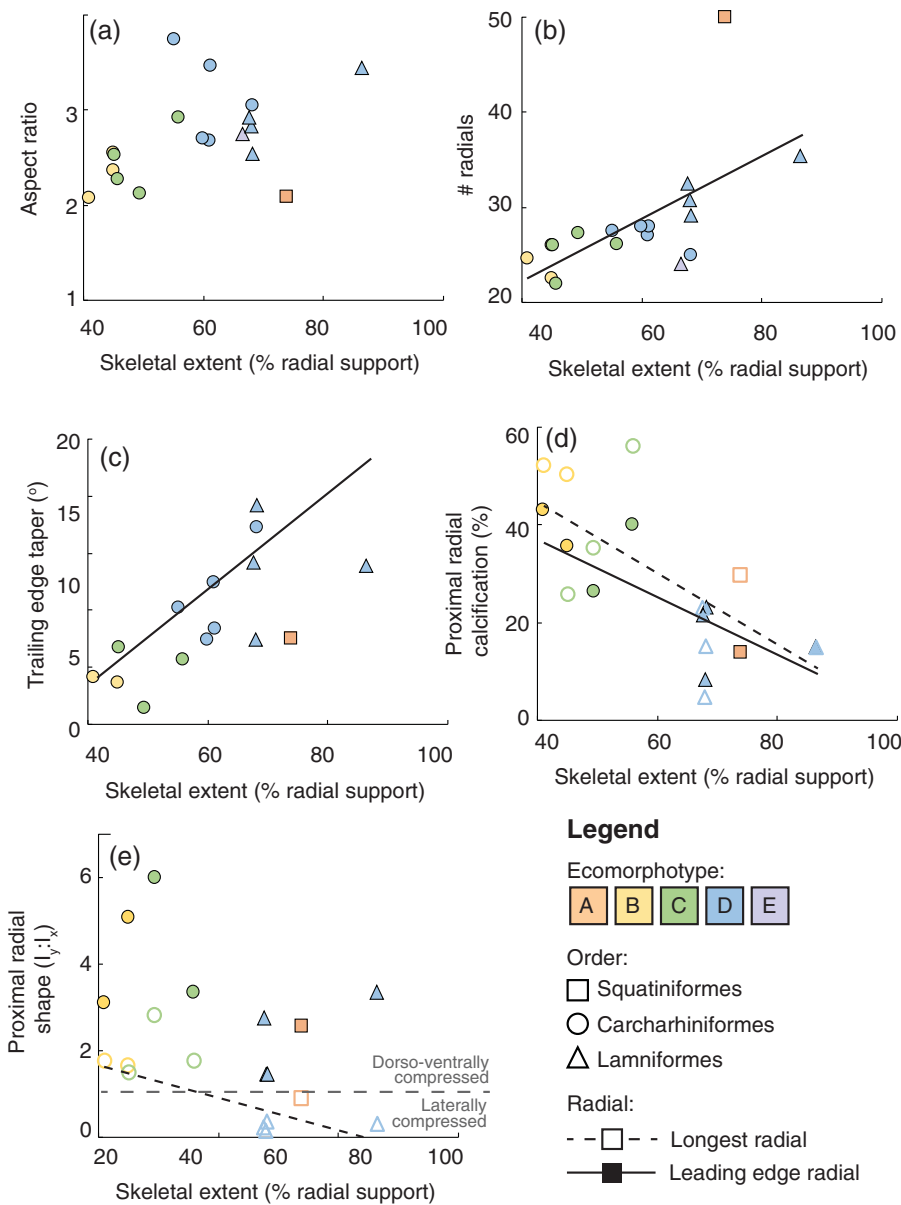 (a)
Aspect ratio
3
2
1
40 60 80 100
Skeletal extent (% radial support)
(b)
# radials
50
40
30
20
40 60 80 100
Skeletal extent (% radial support)
(c)
Trailing edge taper (º)
20
15
10
5
0
40 60 80 100
Skeletal extent (% radial support)
(d)
Proximal radial
calcification (%)
60
40
20
0
40 60 80 100
Skeletal extent (% radial support)
(e)
Proximal radial
shape (Iy:Ix)
6
4
2
0
Dorso-ventrally
compressed
Laterally
compressed
20 40 60 80 100
Skeletal extent (% radial support)
Legend
Ecomorphotype:
A B C D E
Order:
Squatiniformes
Carcharhiniformes
Lamniformes
Radial:
Longest radial
Leading edge radial